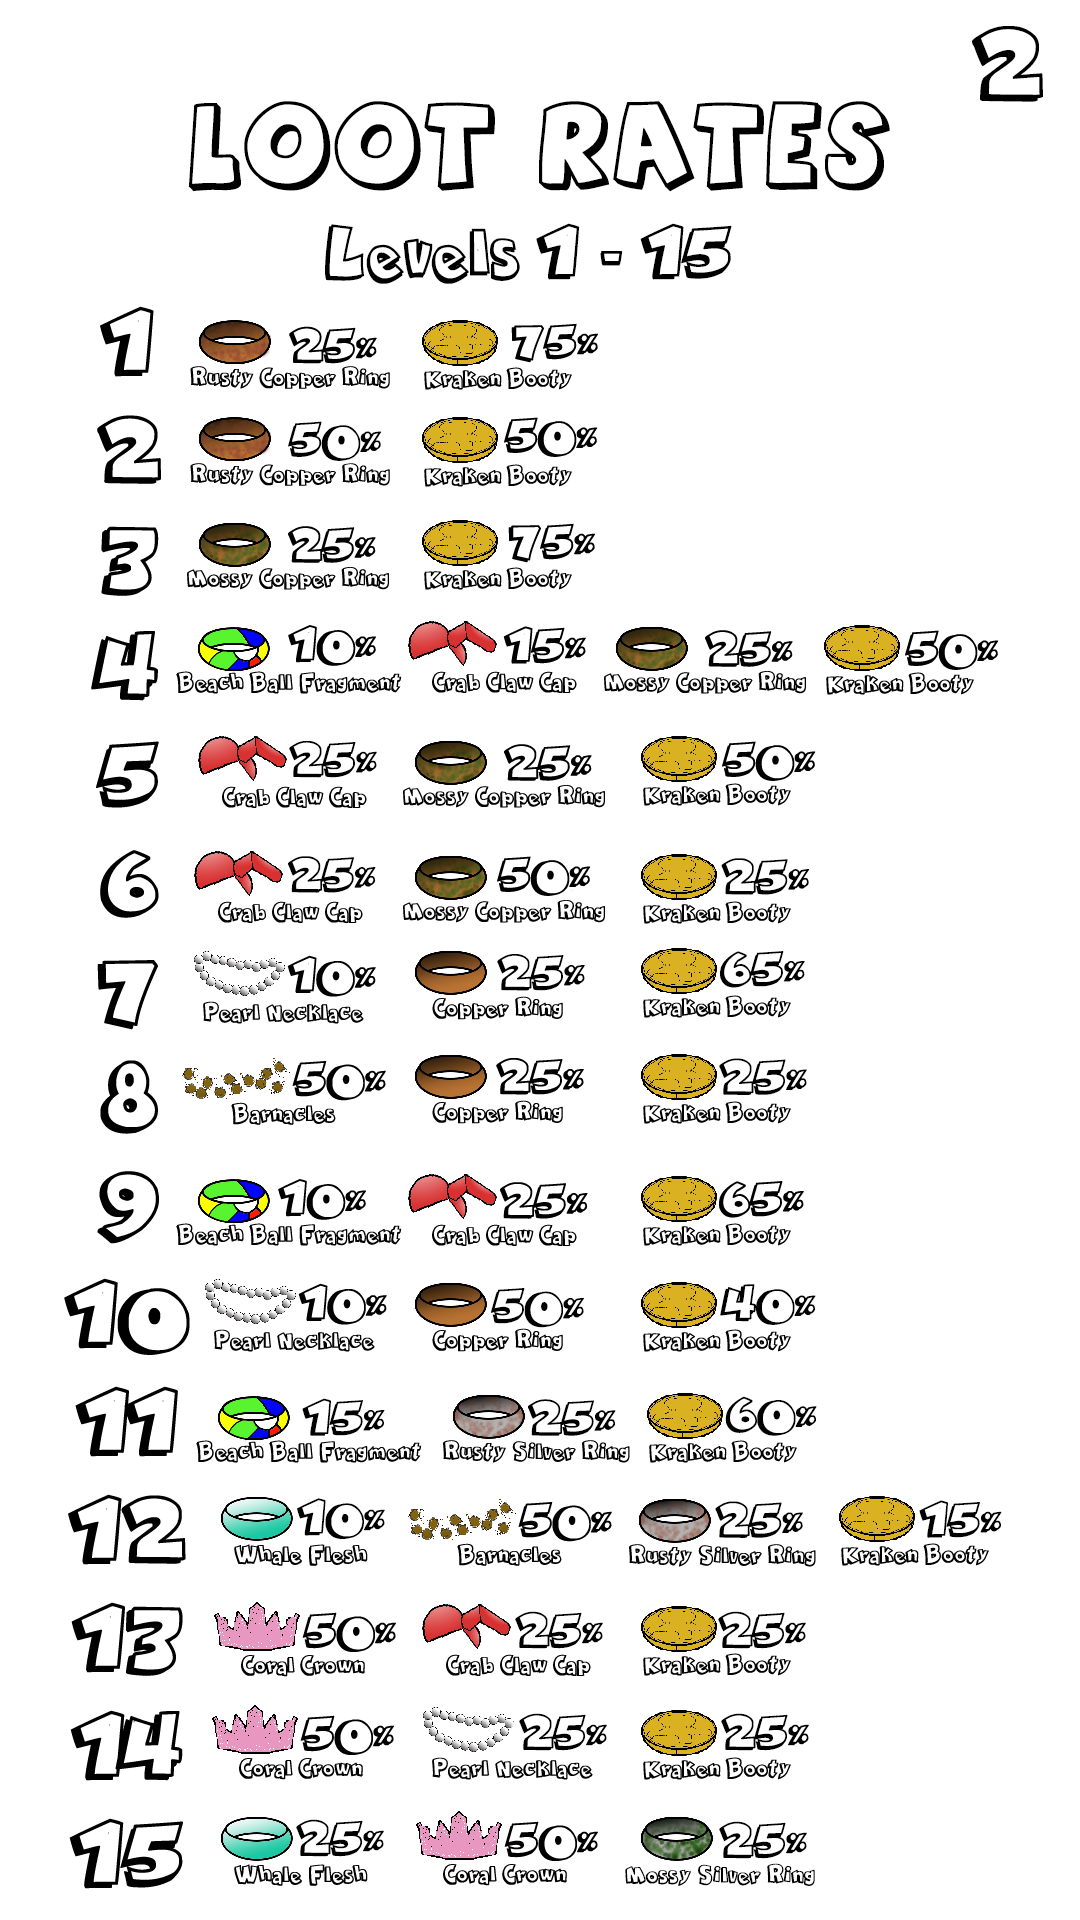 2
LOOT RATES
Levels 1 - 15
1 25% 75%
Rusty Copper Ring Kraken Booty
2 50% 50%
Rusty Copper Ring Kraken Booty
3 25% 75%
Mossy Copper Ring Kraken Booty
4 10% 15% 25% 50%
Beach Ball Fragment Crab Claw Cap Mossy Copper Ring Kraken Booty
5 25% 25% 50%
Crab Claw Cap Mossy Copper Ring Kraken Booty
6 25% 50% 25%
Crab Claw Cap Mossy Copper Ring Kraken Booty
7 10% 25% 65%
Pearl Necklace Copper Ring Kraken Booty
8 50% 25% 25%
Barnacles Copper Ring Kraken Booty
9 10% 25% 65%
Beach Ball Fragment Crab Claw Cap Kraken Booty
10 10% 50% 40%
Pearl Necklace Copper Ring Kraken Booty
11 15% 25% 60%
Beach Ball Fragment Rusty Silver Ring Kraken Booty
12 10% 50% 25% 15%
Whale Flesh Barnacles Rusty Silver Ring Kraken Booty
13 50% 25% 25%
Coral Crown Crab Claw Cap Kraken Booty
14 50% 25% 25%
Coral Crown Pearl Necklace Kraken Booty
15 25% 50% 25%
Whale Flesh Coral Crown Mossy Silver Ring